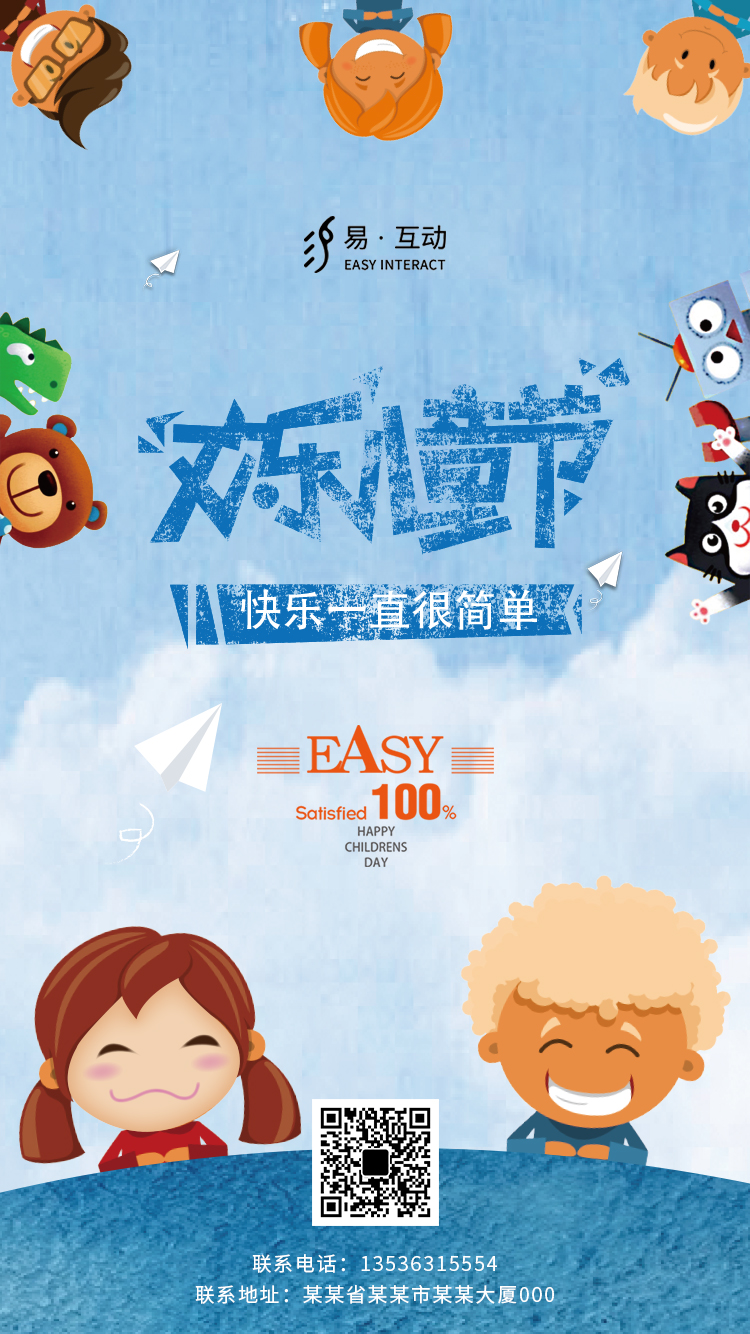 易·互动
EASY INTERACT
欢乐儿童节
快乐一直很简单
EASY
Satisfied 100%
HAPPY
CHILDRENS
DAY
联系电话：13536315554
联系地址：某某省某某市某某大厦000